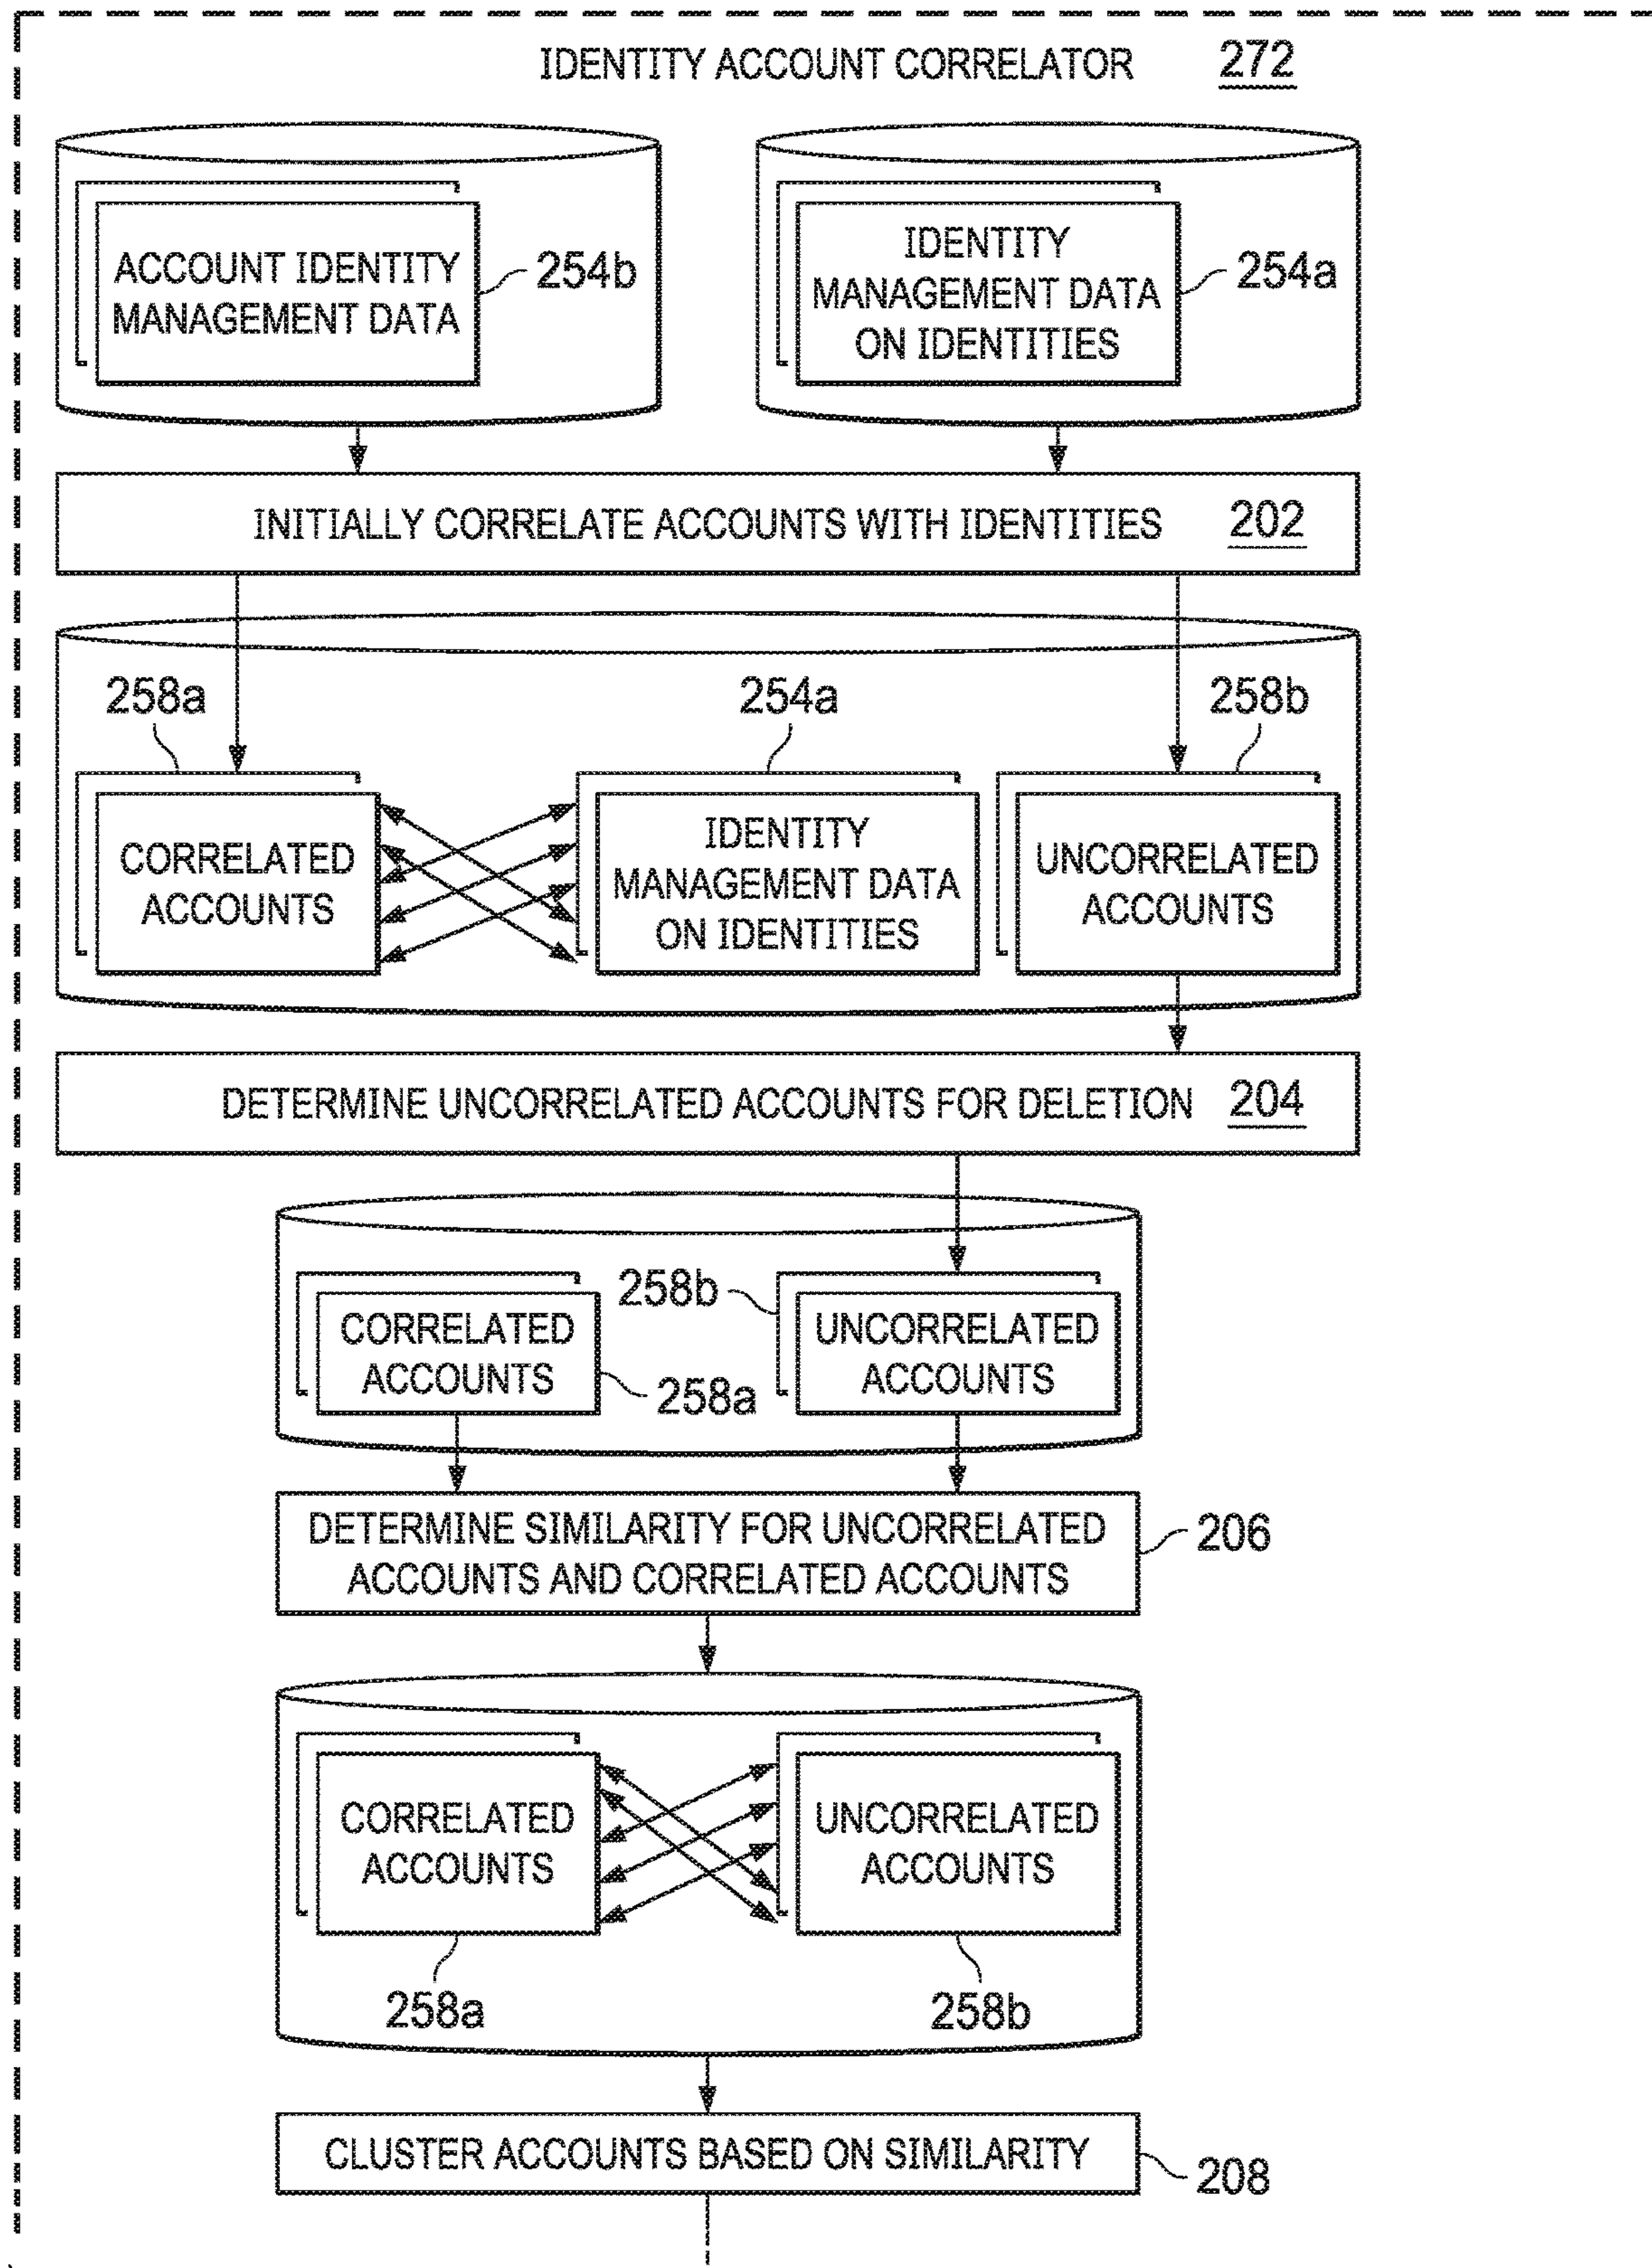 IDENTITY ACCOUNT CORRELATOR 272
ACCOUNT IDENTITY
MANAGEMENT DATA
254b
IDENTITY
MANAGEMENT DATA
ON IDENTITIES
254a
INITIALLY CORRELATE ACCOUNTS WITH IDENTITIES 202
258a
254a
258b
CORRELATED
ACCOUNTS
IDENTITY
MANAGEMENT DATA
ON IDENTITIES
UNCORRELATED
ACCOUNTS
DETERMINE UNCORRELATED ACCOUNTS FOR DELETION 204
CORRELATED
ACCOUNTS
258a
258b
UNCORRELATED
ACCOUNTS
DETERMINE SIMILARITY FOR UNCORRELATED
ACCOUNTS AND CORRELATED ACCOUNTS
206
CORRELATED
ACCOUNTS
UNCORRELATED
ACCOUNTS
258a
258b
CLUSTER ACCOUNTS BASED ON SIMILARITY
208